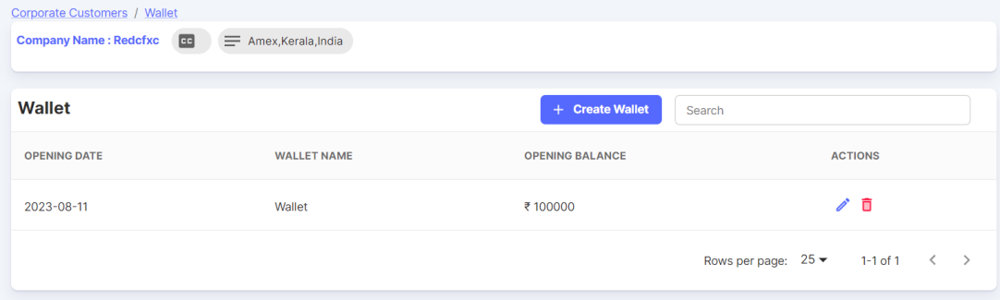 Corporate Customers / Wallet
Company Name : Redcfxc CC Amex,Kerala,India
Wallet + Create Wallet Search
OPENING DATE WALLET NAME OPENING BALANCE ACTIONS
2023-08-11 Wallet ₹ 100000
Rows per page: 25 1-1 of 1